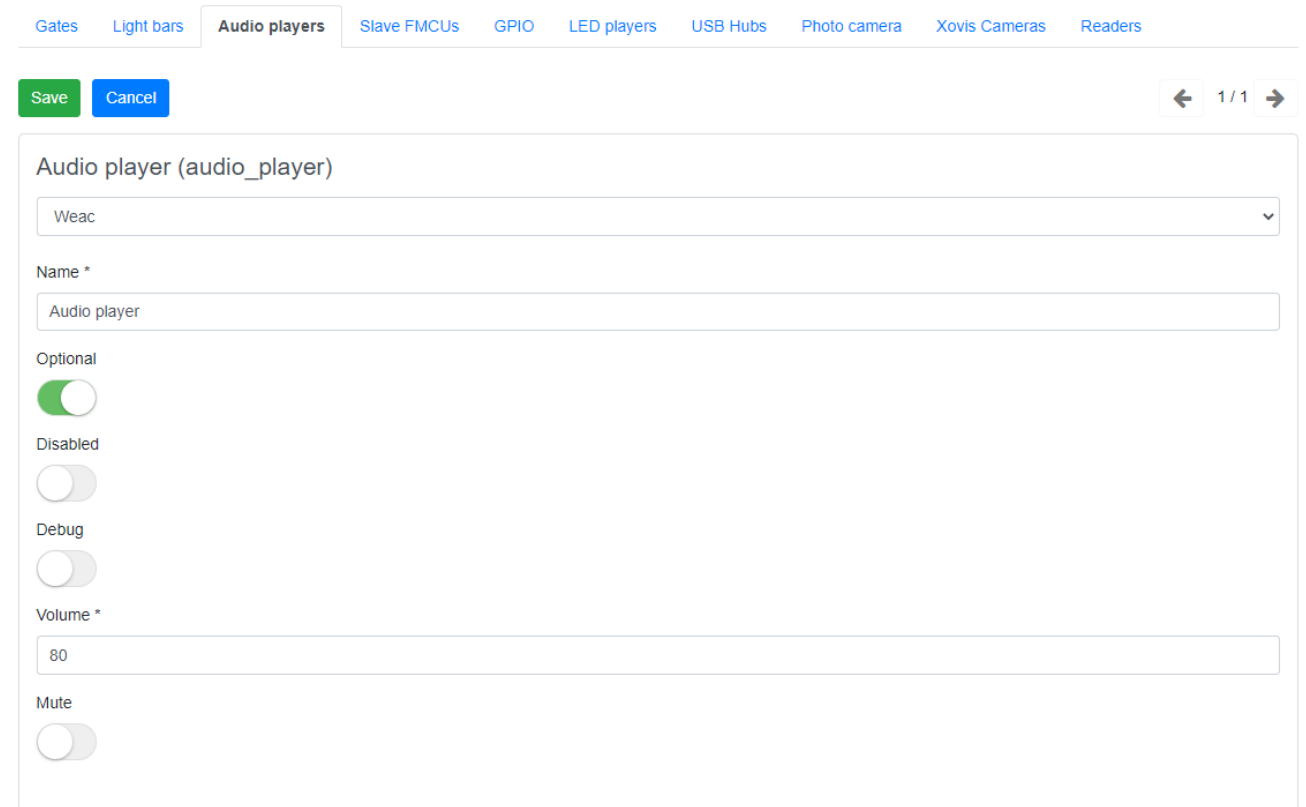 Gates Light bars Audio players Slave FMCUs GPIO LED players USB Hubs Photo camera Xovis Cameras Readers
Save Cancel 1 / 1
Audio player (audio_player)
Weac
Name *
Audio player
Optional
Disabled
Debug
Volume *
80
Mute